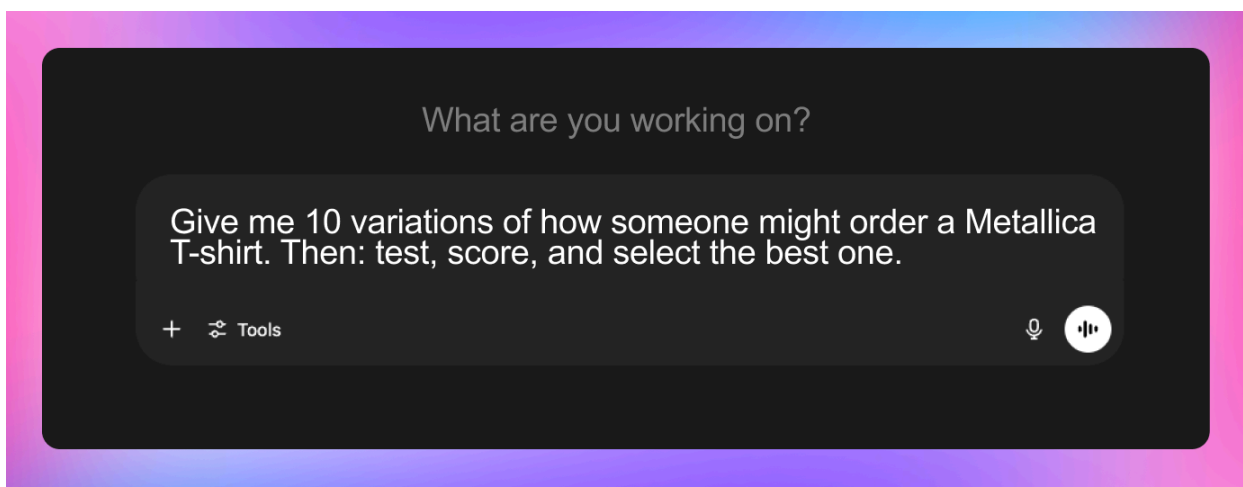 What are you working on?
Give me 10 variations of how someone might order a Metallica
T-shirt. Then: test, score, and select the best one.
Tools